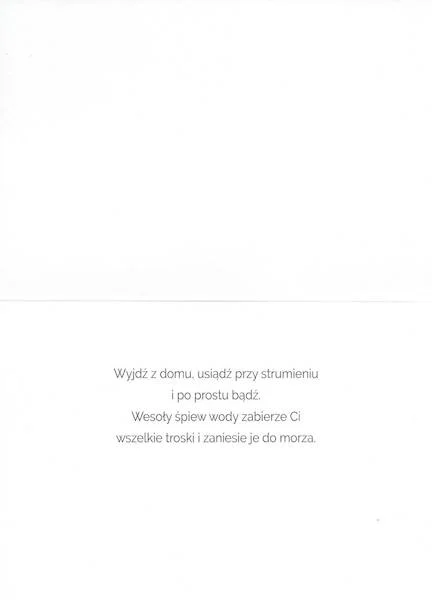 Wyjdź z domu, usiądź przy strumieniu
i po prostu bądź.
Wesoły śpiew wody zabierze Ci
wszelkie troski i zaniesie je do morza.